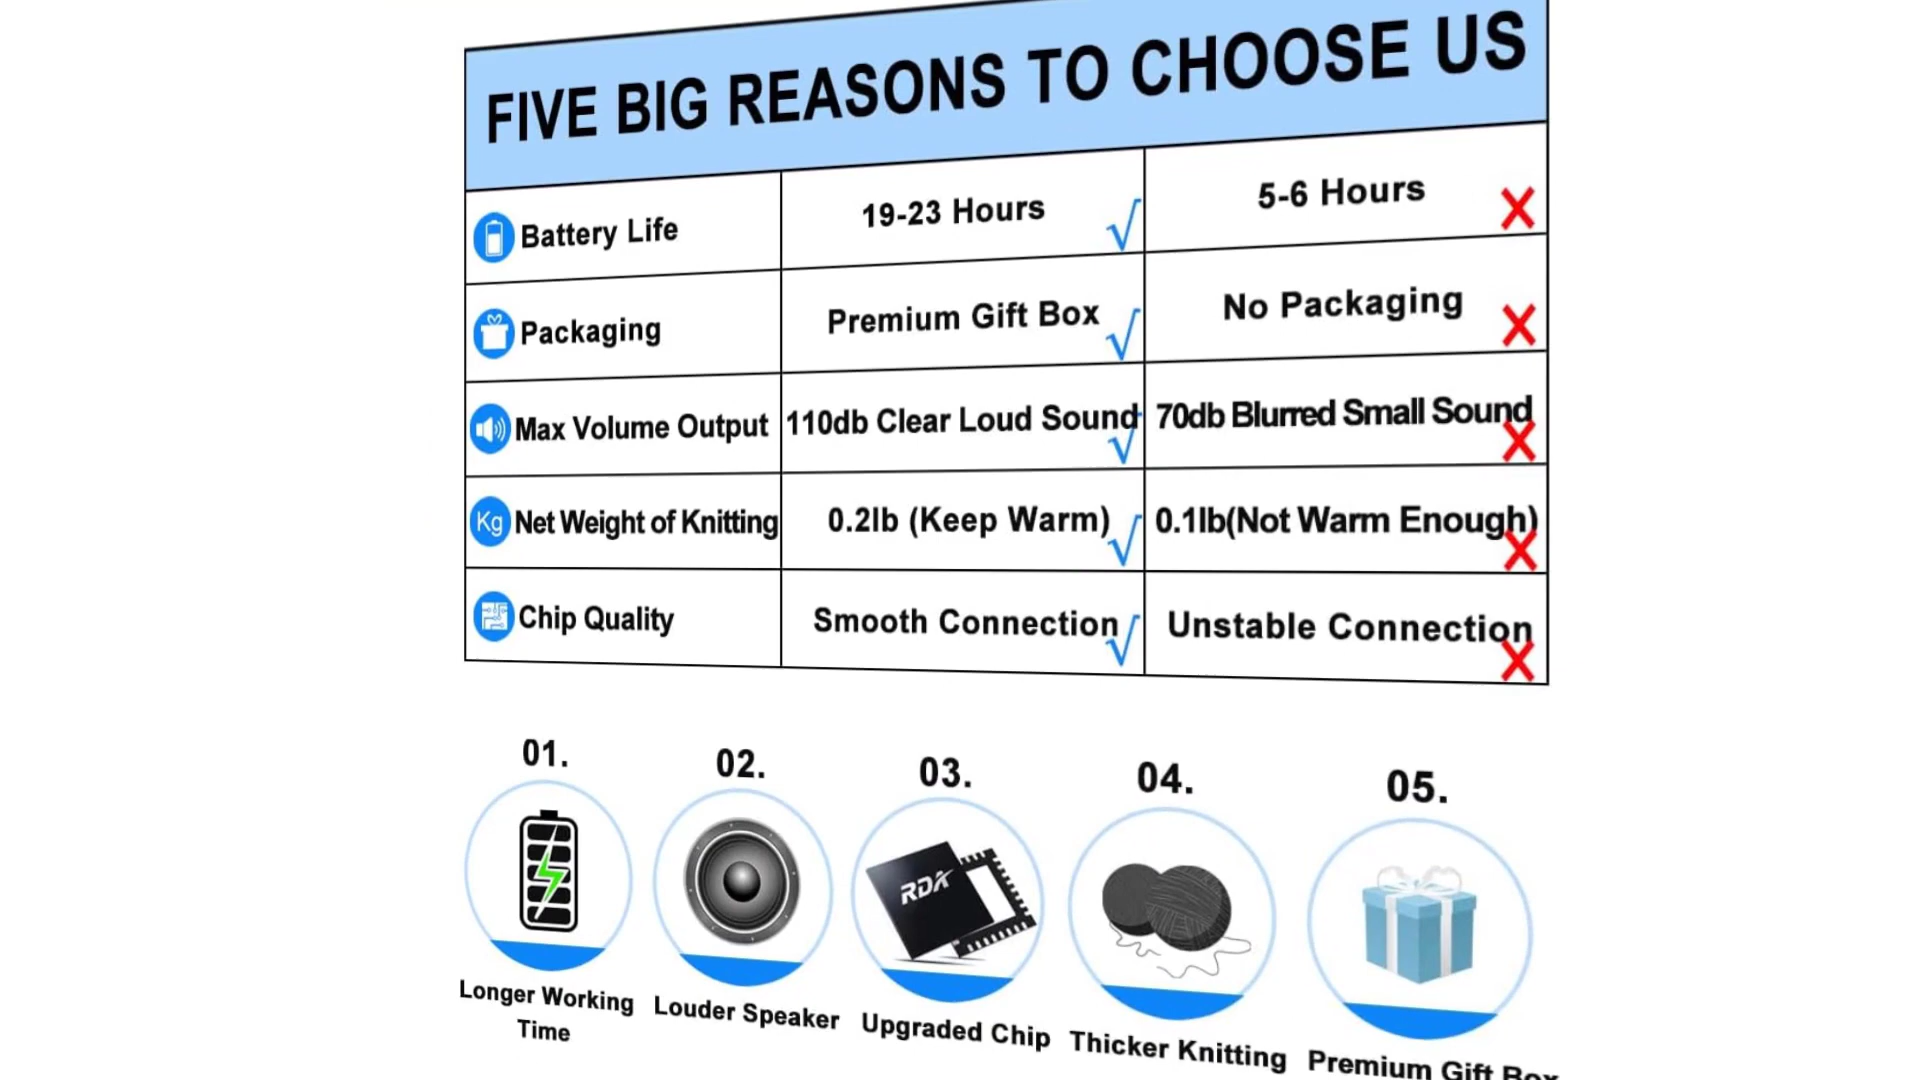 FIVE BIG REASONS TO CHOOSE US
Battery Life
19-23 Hours
5-6 Hours
Packaging
Premium Gift Box
No Packaging
Max Volume Output
110db Clear Loud Sound
70db Blurred Small Sound
Kg
Net Weight of Knitting
0.2lb (Keep Warm)
0.1lb(Not Warm Enough)
Chip Quality
Smooth Connection
Unstable Connection
01.
02.
03.
04.
05.
RDA
Longer Working
Time
Louder Speaker
Upgraded Chip
Thicker Knitting
Premium Gift Box